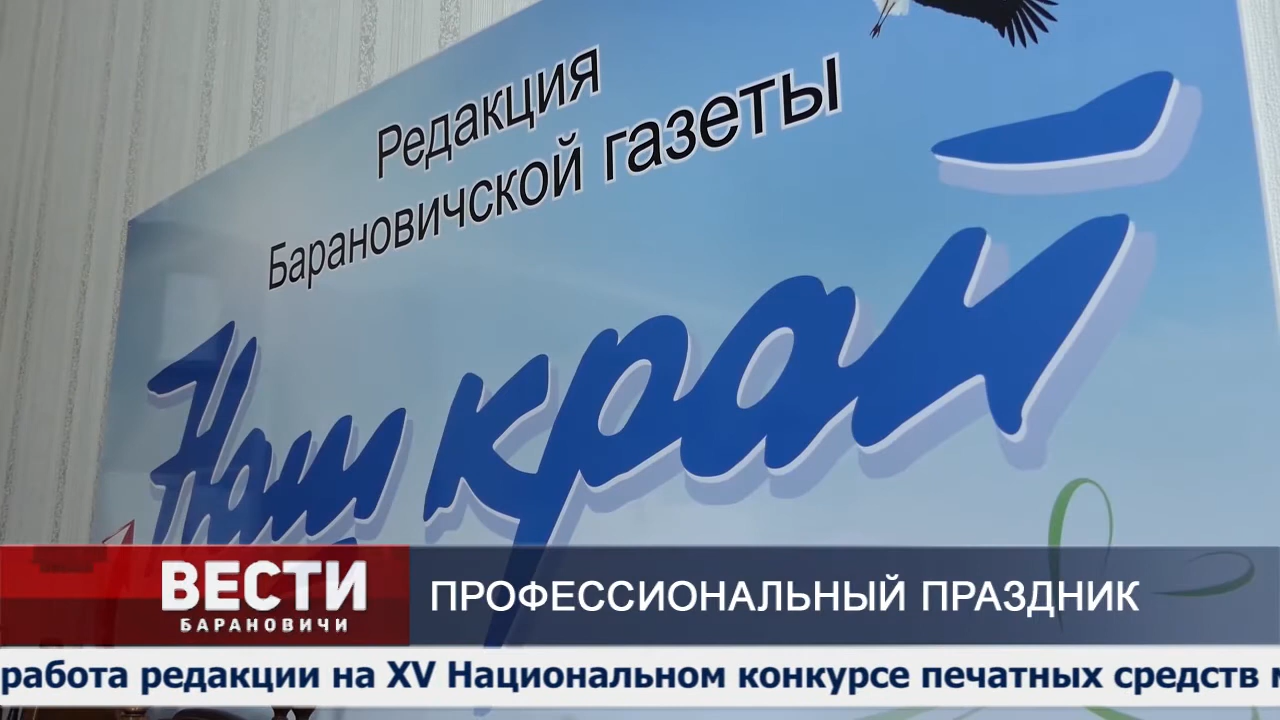 Редакция
Барановичской газеты
Наш край
ВЕСТИ
БАРАНОВИЧИ
ПРОФЕССИОНАЛЬНЫЙ ПРАЗДНИК
работа редакции на XV Национальном конкурсе печатных средств